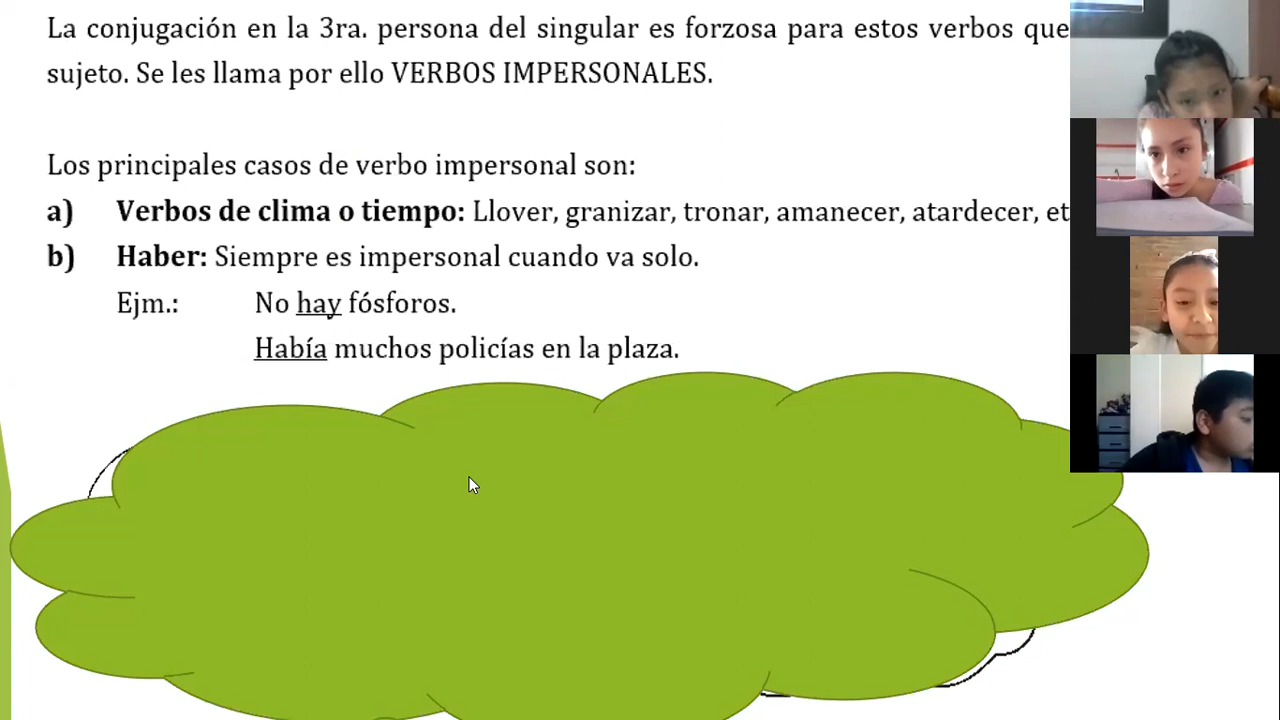 La conjugación en la 3ra. persona del singular es forzosa para estos verbos que
sujeto. Se les llama por ello VERBOS IMPERSONALES.
Los principales casos de verbo impersonal son:
a) Verbos de clima o tiempo: Llover, granizar, tronar, amanecer, atardecer, et
b) Haber: Siempre es impersonal cuando va solo.
Ejm.: No hay fósforos.
Había muchos policías en la plaza.